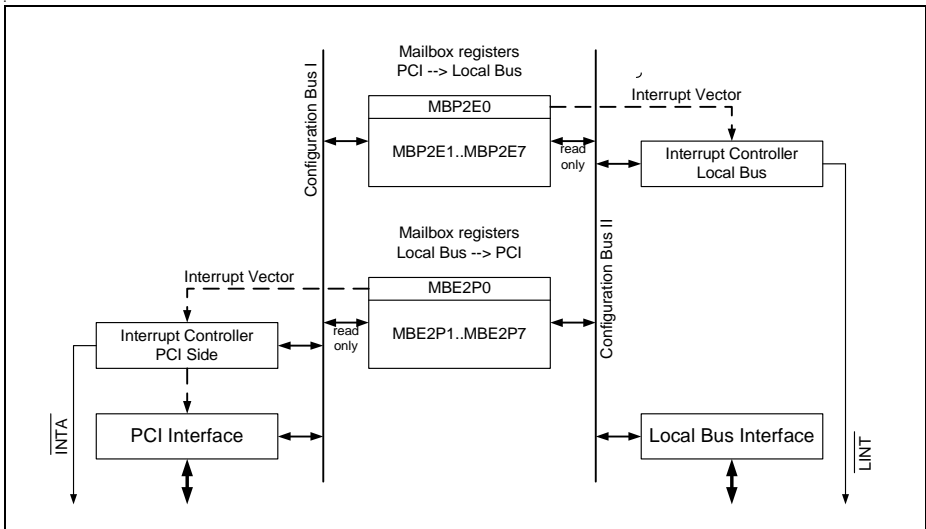 Mailbox registers
PCI --> Local Bus
Configuration Bus I
MBP2E0
Interrupt Vector
MBP2E1..MBP2E7
read
only
Interrupt Controller
Local Bus
Mailbox registers
Local Bus --> PCI
Configuration Bus II
Interrupt Vector
MBE2P0
Interrupt Controller
PCI Side
read
only
MBE2P1..MBE2P7
INTA
PCI Interface
Local Bus Interface
LINT